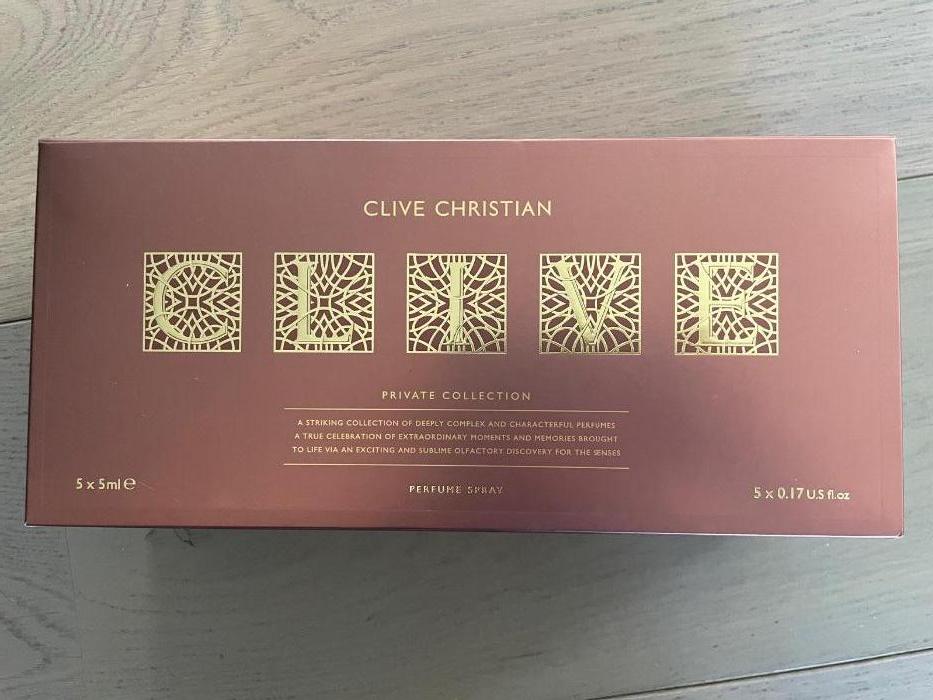 CLIVE CHRISTIAN
C L I V E
PRIVATE COLLECTION
A STRIKING COLLECTION OF DEEPLY COMPLEX AND CHARACTERFUL PERFUMES
A TRUE CELEBRATION OF EXTRAORDINARY MOMENTS AND MEMORIES BROUGHT
TO LIFE VIA AN EXCITING AND SUBLIME OLFACTORY DISCOVERY FOR THE SENSES
5 x 5ml ℮
PERFUME SPRAY
5 x 0.17 U.S fl.oz